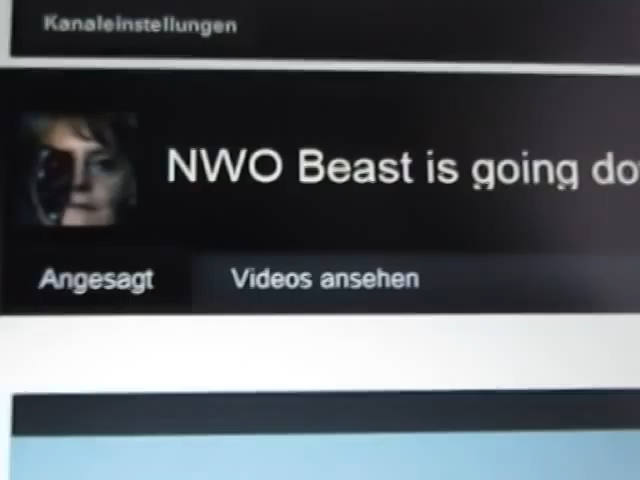 Kanaleinstellungen
NWO Beast is going do
Angesagt
Videos ansehen